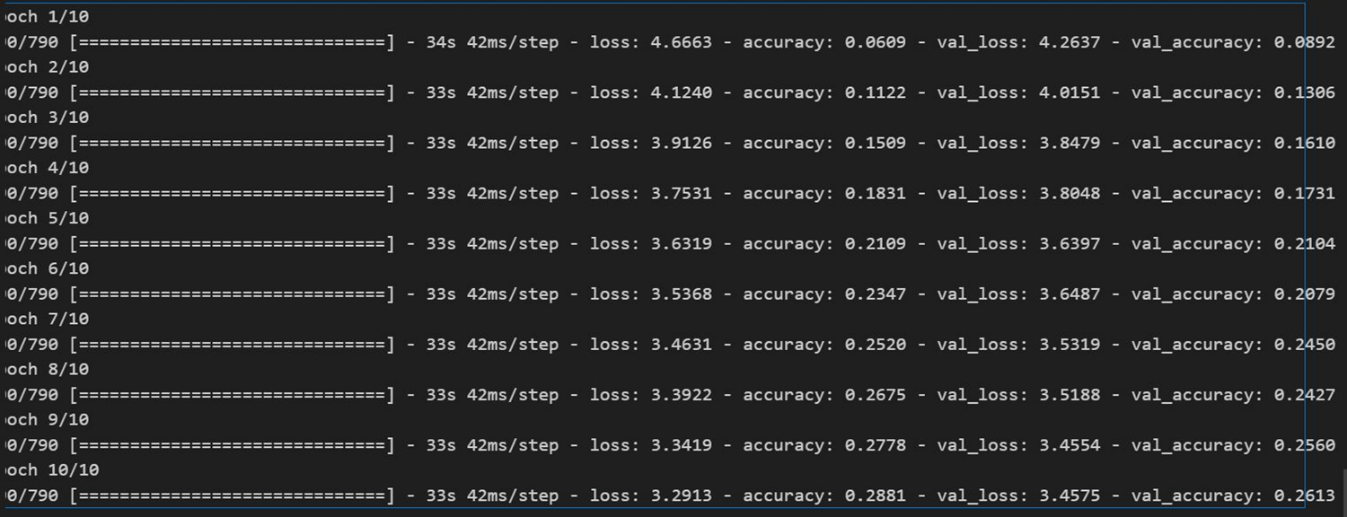 och 1/10
0/790 [==============================] - 34s 42ms/step - loss: 4.6663 - accuracy: 0.0609 - val_loss: 4.2637 - val_accuracy: 0.0892
och 2/10
0/790 [==============================] - 33s 42ms/step - loss: 4.1240 - accuracy: 0.1122 - val_loss: 4.0151 - val_accuracy: 0.1306
och 3/10
0/790 [==============================] - 33s 42ms/step - loss: 3.9126 - accuracy: 0.1509 - val_loss: 3.8479 - val_accuracy: 0.1610
och 4/10
0/790 [==============================] - 33s 42ms/step - loss: 3.7531 - accuracy: 0.1831 - val_loss: 3.8048 - val_accuracy: 0.1731
och 5/10
0/790 [==============================] - 33s 42ms/step - loss: 3.6319 - accuracy: 0.2109 - val_loss: 3.6397 - val_accuracy: 0.2104
och 6/10
0/790 [==============================] - 33s 42ms/step - loss: 3.5368 - accuracy: 0.2347 - val_loss: 3.6487 - val_accuracy: 0.2079
och 7/10
0/790 [==============================] - 33s 42ms/step - loss: 3.4631 - accuracy: 0.2520 - val_loss: 3.5319 - val_accuracy: 0.2450
och 8/10
0/790 [==============================] - 33s 42ms/step - loss: 3.3922 - accuracy: 0.2675 - val_loss: 3.5188 - val_accuracy: 0.2427
och 9/10
0/790 [==============================] - 33s 42ms/step - loss: 3.3419 - accuracy: 0.2778 - val_loss: 3.4554 - val_accuracy: 0.2560
och 10/10
0/790 [==============================] - 33s 42ms/step - loss: 3.2913 - accuracy: 0.2881 - val_loss: 3.4575 - val_accuracy: 0.2613